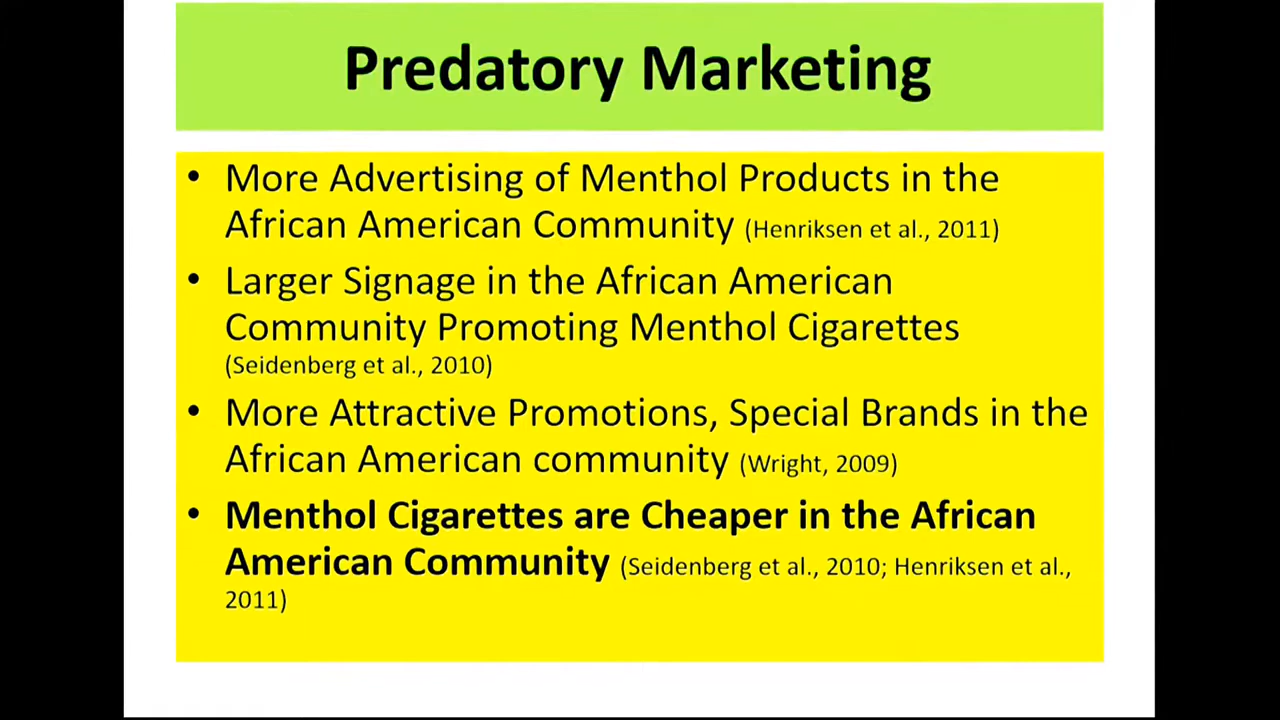 Predatory Marketing
• More Advertising of Menthol Products in the
African American Community (Henriksen et al., 2011)
• Larger Signage in the African American
Community Promoting Menthol Cigarettes
(Seidenberg et al., 2010)
• More Attractive Promotions, Special Brands in the
African American community (Wright, 2009)
• Menthol Cigarettes are Cheaper in the African
American Community (Seidenberg et al., 2010; Henriksen et al.,
2011)